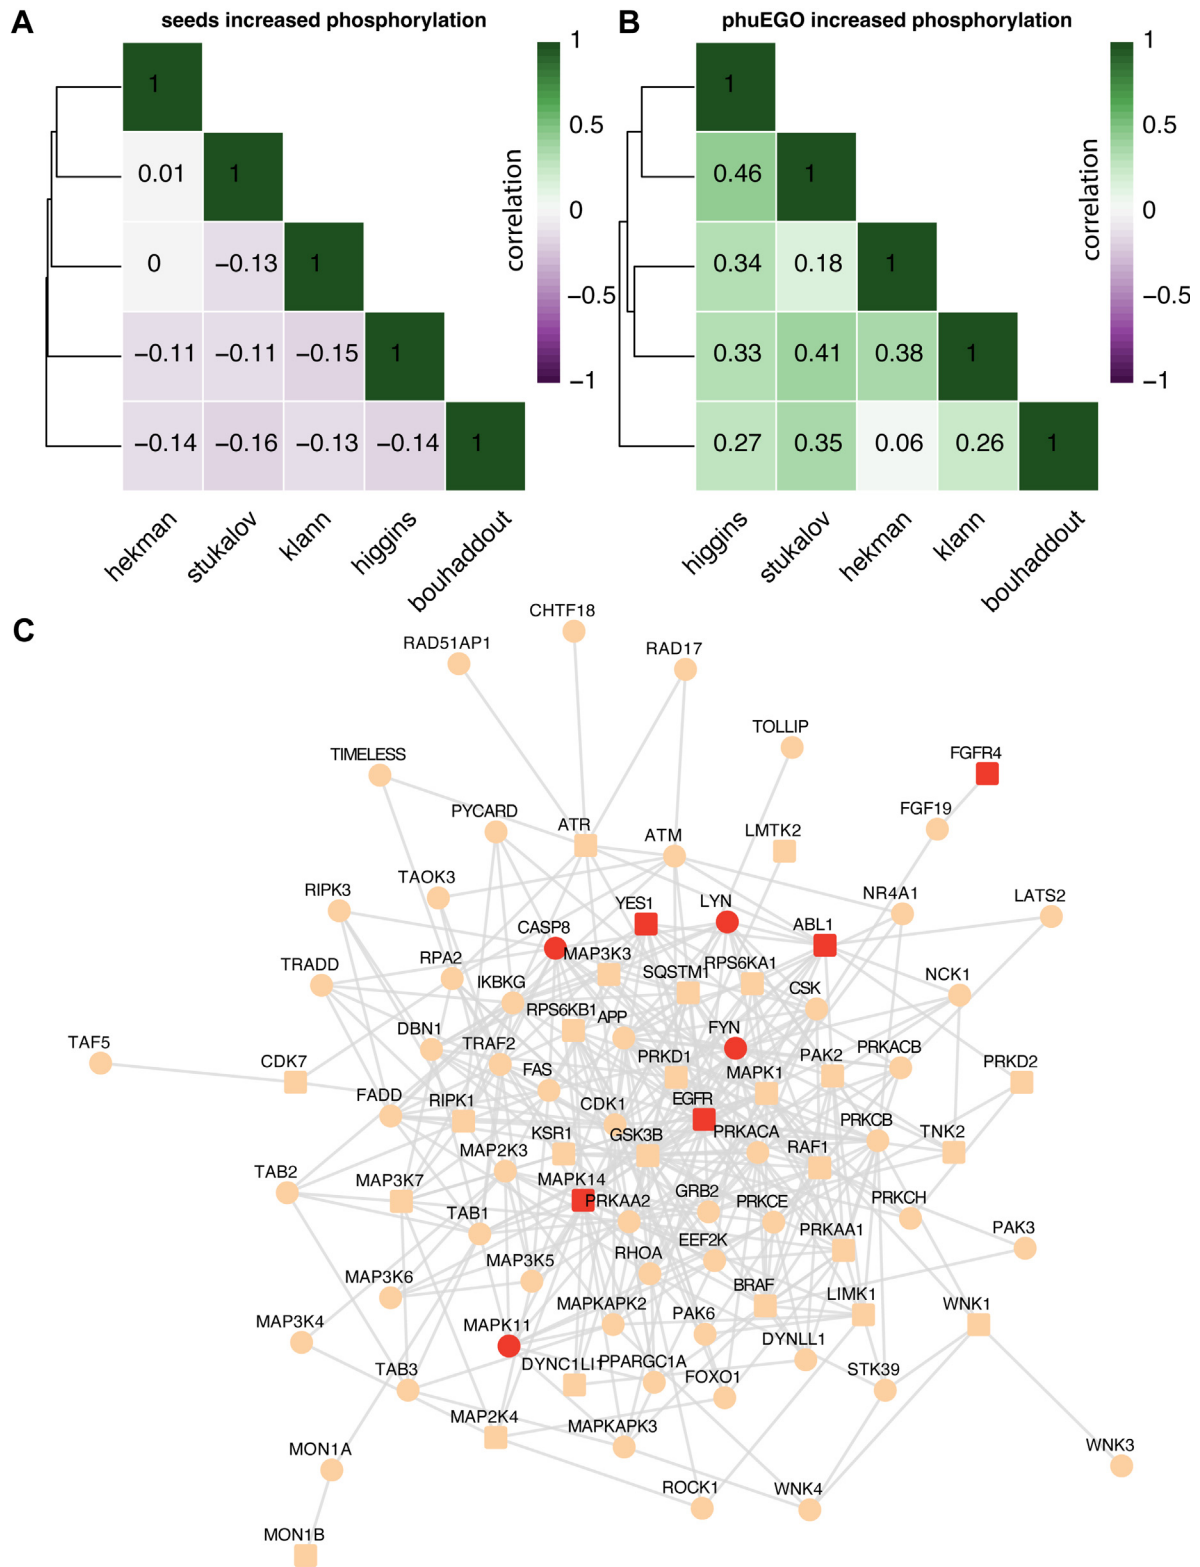 A seeds increased phosphorylation
1
0.01 1
0 −0.13 1
−0.11 −0.11 −0.15 1
−0.14 −0.16 −0.13 −0.14 1
hekman stukalov klann higgins bouhaddout
correlation
1
0.5
0
−0.5
−1
B phuEGO increased phosphorylation
1
0.46 1
0.34 0.18 1
0.33 0.41 0.38 1
0.27 0.35 0.06 0.26 1
higgins stukalov hekman klann bouhaddout
correlation
1
0.5
0
−0.5
−1
C
CHTF18
RAD51AP1
RAD17
TOLLIP
TIMELESS
FGFR4
PYCARD
ATR
ATM
LMTK2
FGF19
TAOK3
RIPK3
YES1
LYN
NR4A1
LATS2
CASP8
ABL1
TRADD
RPA2
IKBKG
MAP3K3
SQSTM1
RPS6KA1
CSK
NCK1
TAF5
CDK7
DBN1
TRAF2
RPS6KB1
APP
FYN
PRKD1
MAPK1
PAK2
PRKACB
PRKD2
FADD
RIPK1
FAS
CDK1
EGFR
KSR1
GSK3B
PRKACA
RAF1
PRKCB
TNK2
TAB2
MAP3K7
MAP2K3
MAPK14
PRKAA2
GRB2
PRKCE
PRKCH
TAB1
PRKAA1
PAK3
MAP3K6
MAP3K5
RHOA
EEF2K
MAP3K4
MAPK11
MAPKAPK2
PAK6
BRAF
LIMK1
WNK1
TAB3
DYNC1LI1
PPARGC1A
FOXO1
DYNLL1
STK39
MAP2K4
MAPKAPK3
MON1A
ROCK1
WNK4
WNK3
MON1B